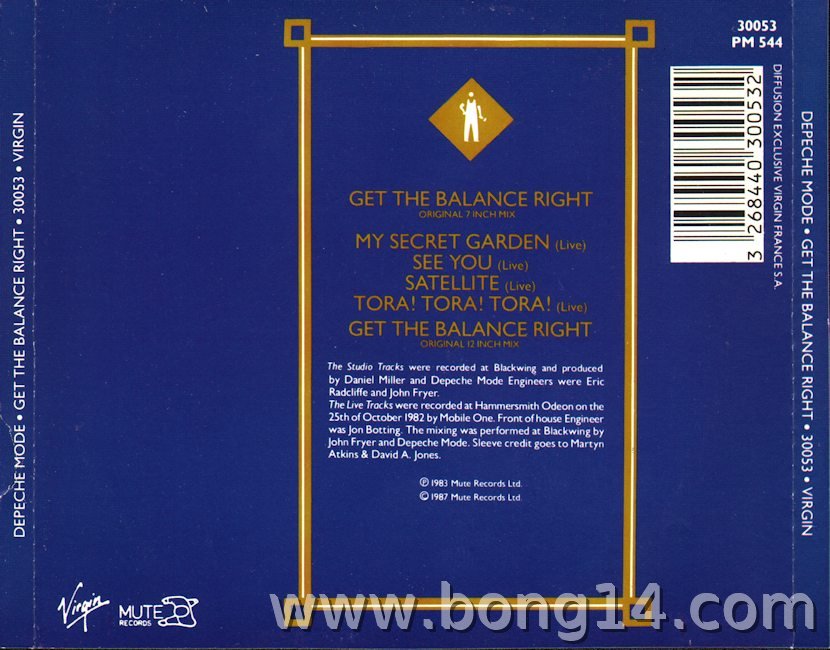 30053
PM 544
DIFFUSION EXCLUSIVE VIRGIN FRANCE S.A.
3 268440 300532
DEPECHE MODE • GET THE BALANCE RIGHT • 30053 • VIRGIN
GET THE BALANCE RIGHT
ORIGINAL 7 INCH MIX
MY SECRET GARDEN (Live)
SEE YOU (Live)
SATELLITE (Live)
TORA! TORA! TORA! (Live)
GET THE BALANCE RIGHT
ORIGINAL 12 INCH MIX
The Studio Tracks were recorded at Blackwing and produced
by Daniel Miller and Depeche Mode Engineers were Eric
Radcliffe and John Fryer.
The Live Tracks were recorded at Hammersmith Odeon on the
25th of October 1982 by Mobile One. Front of house Engineer
was Jon Botting. The mixing was performed at Blackwing by
John Fryer and Depeche Mode. Sleeve credit goes to Martyn
Atkins & David A. Jones.
℗ 1983 Mute Records Ltd.
© 1987 Mute Records Ltd.
DEPECHE MODE • GET THE BALANCE RIGHT • 30053 • VIRGIN
Virgin
MUTE
RECORDS
www.bong14.com